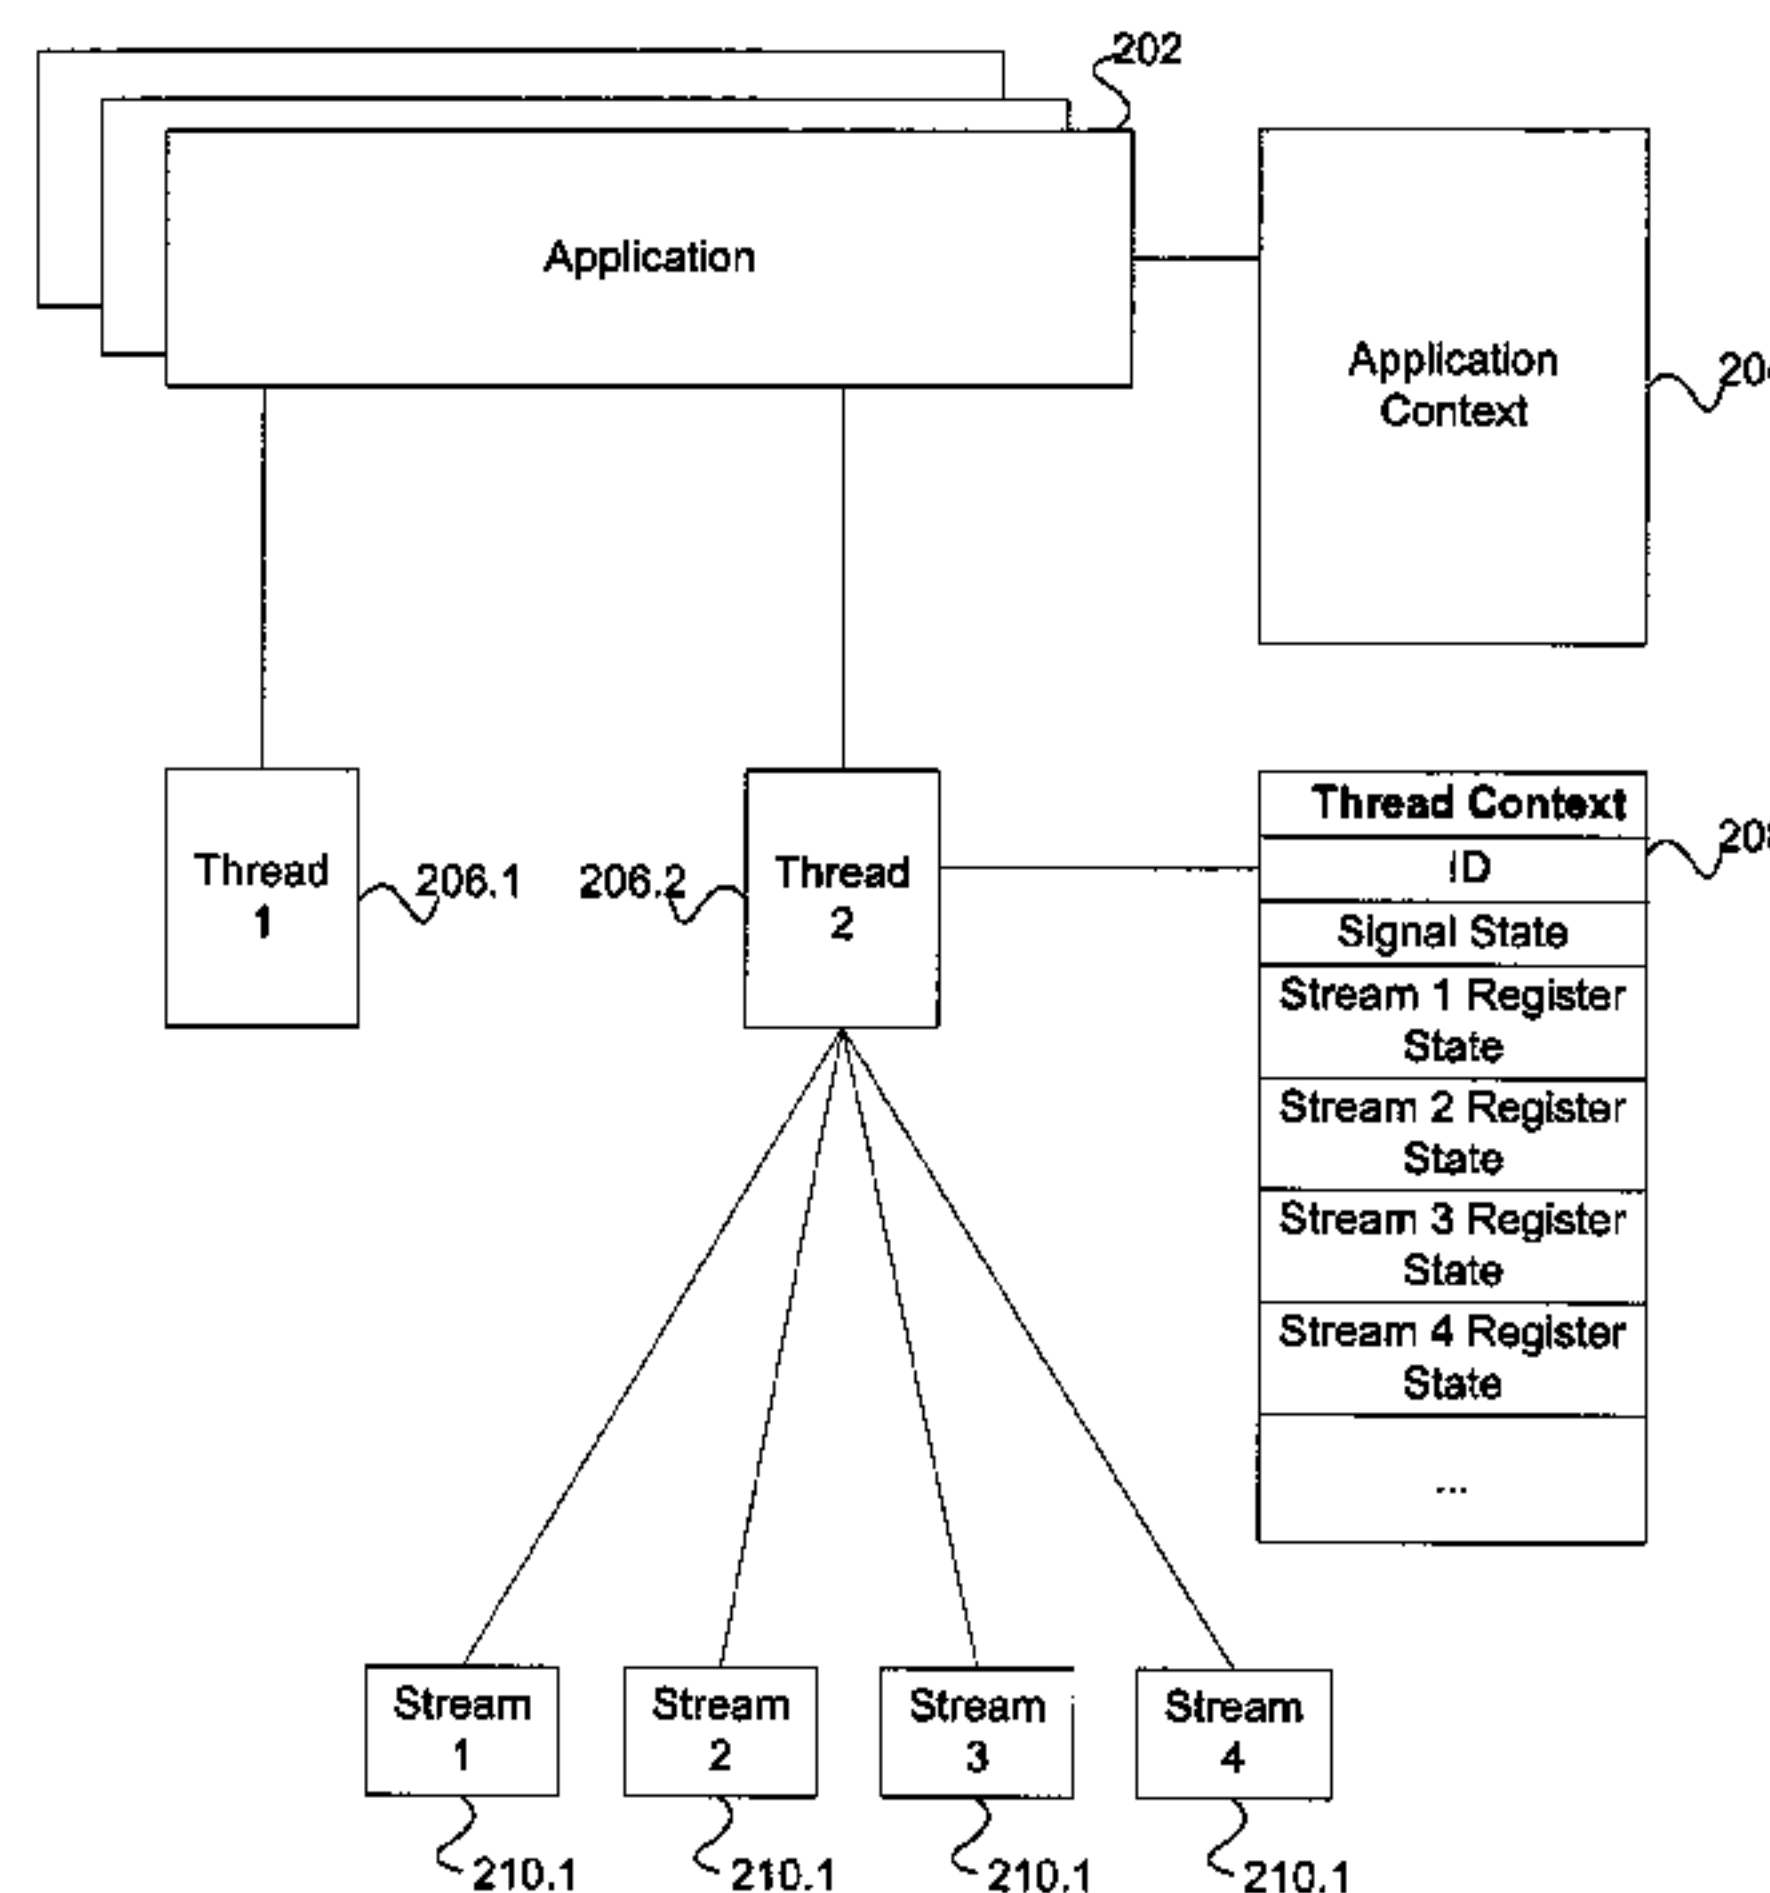 202
Application
Application
Context
Thread
1
206.1
206.2
Thread
2
Thread Context
ID
Signal State
Stream 1 Register
State
Stream 2 Register
State
Stream 3 Register
State
Stream 4 Register
State
...
Stream
1
Stream
2
Stream
3
Stream
4
210.1
210.1
210.1
210.1